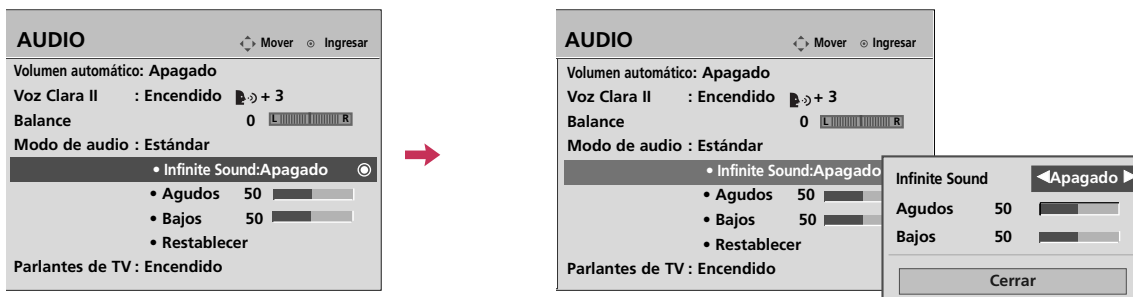 AUDIO Mover Ingresar
Volumen automático: Apagado
Voz Clara II : Encendido + 3
Balance 0 L R
Modo de audio : Estándar
• Infinite Sound:Apagado
• Agudos 50
• Bajos 50
• Restablecer
Parlantes de TV : Encendido
AUDIO Mover Ingresar
Volumen automático: Apagado
Voz Clara II : Encendido + 3
Balance 0 L R
Modo de audio : Estándar
• Infinite Sound:Apagado
• Agudos 50
• Bajos 50
• Restablecer
Parlantes de TV : Encendido
Infinite Sound Apagado
Agudos 50
Bajos 50
Cerrar